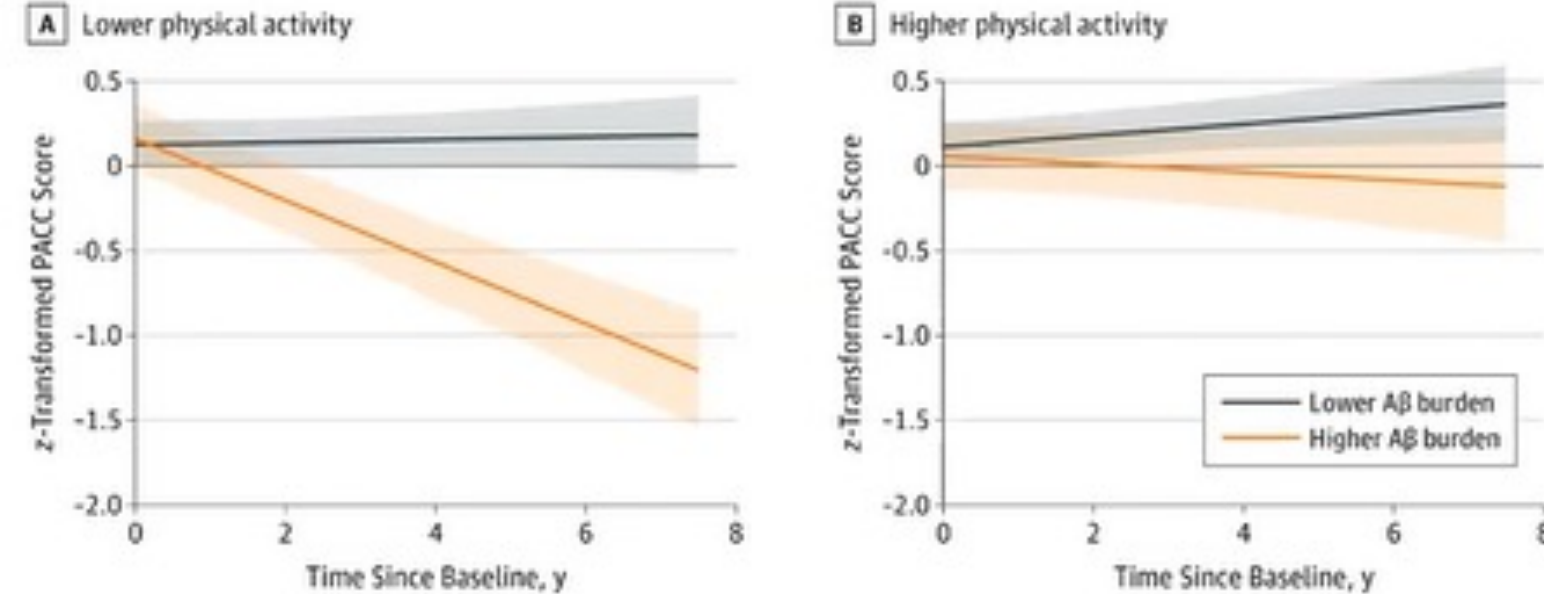 A Lower physical activity
z-Transformed PACC Score
0.5
0
-0.5
-1.0
-1.5
-2.0
0 2 4 6 8
Time Since Baseline, y
B Higher physical activity
z-Transformed PACC Score
0.5
0
-0.5
-1.0
-1.5
-2.0
Lower Aβ burden
Higher Aβ burden
0 2 4 6 8
Time Since Baseline, y